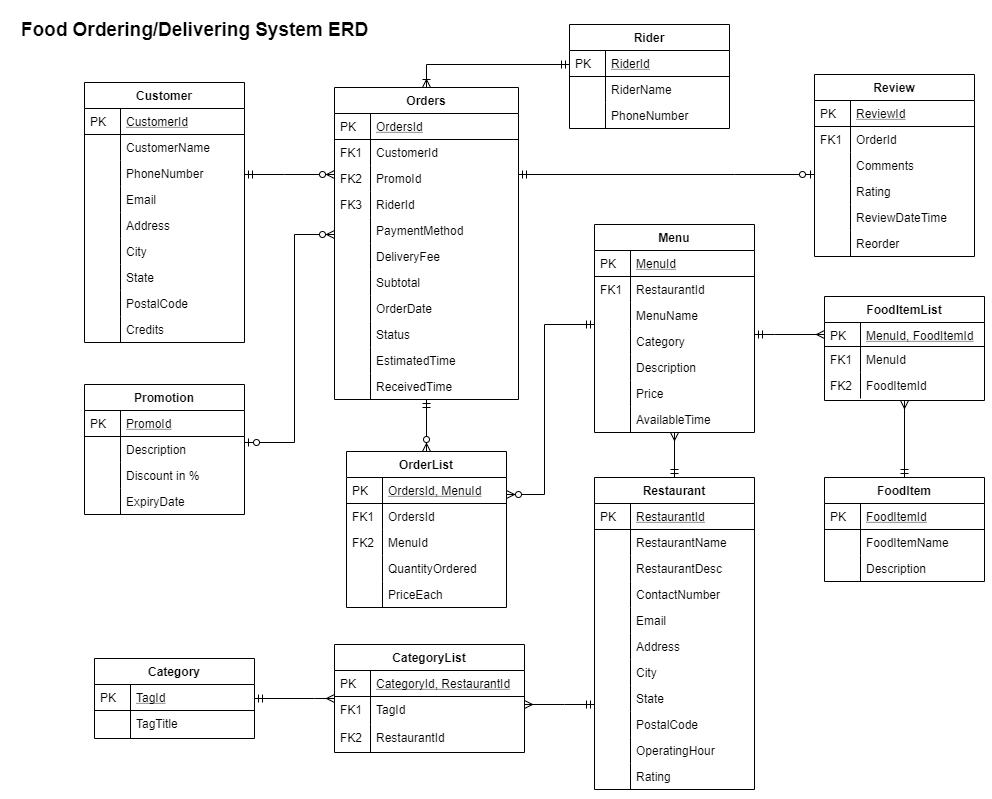 Food Ordering/Delivering System ERD
Rider
PK RiderId
RiderName
PhoneNumber
Customer
PK CustomerId
CustomerName
PhoneNumber
Email
Address
City
State
PostalCode
Credits
Orders
PK OrdersId
FK1 CustomerId
FK2 PromoId
FK3 RiderId
PaymentMethod
DeliveryFee
Subtotal
OrderDate
Status
EstimatedTime
ReceivedTime
Review
PK ReviewId
FK1 OrderId
Comments
Rating
ReviewDateTime
Reorder
Menu
PK MenuId
FK1 RestaurantId
MenuName
Category
Description
Price
AvailableTime
FoodItemList
PK MenuId, FoodItemId
FK1 MenuId
FK2 FoodItemId
Promotion
PK PromoId
Description
Discount in %
ExpiryDate
OrderList
PK OrdersId, MenuId
FK1 OrdersId
FK2 MenuId
QuantityOrdered
PriceEach
Restaurant
PK RestaurantId
RestaurantName
RestaurantDesc
ContactNumber
Email
Address
City
State
PostalCode
OperatingHour
Rating
FoodItem
PK FoodItemId
FoodItemName
Description
Category
PK TagId
TagTitle
CategoryList
PK CategoryId, RestaurantId
FK1 TagId
FK2 RestaurantId